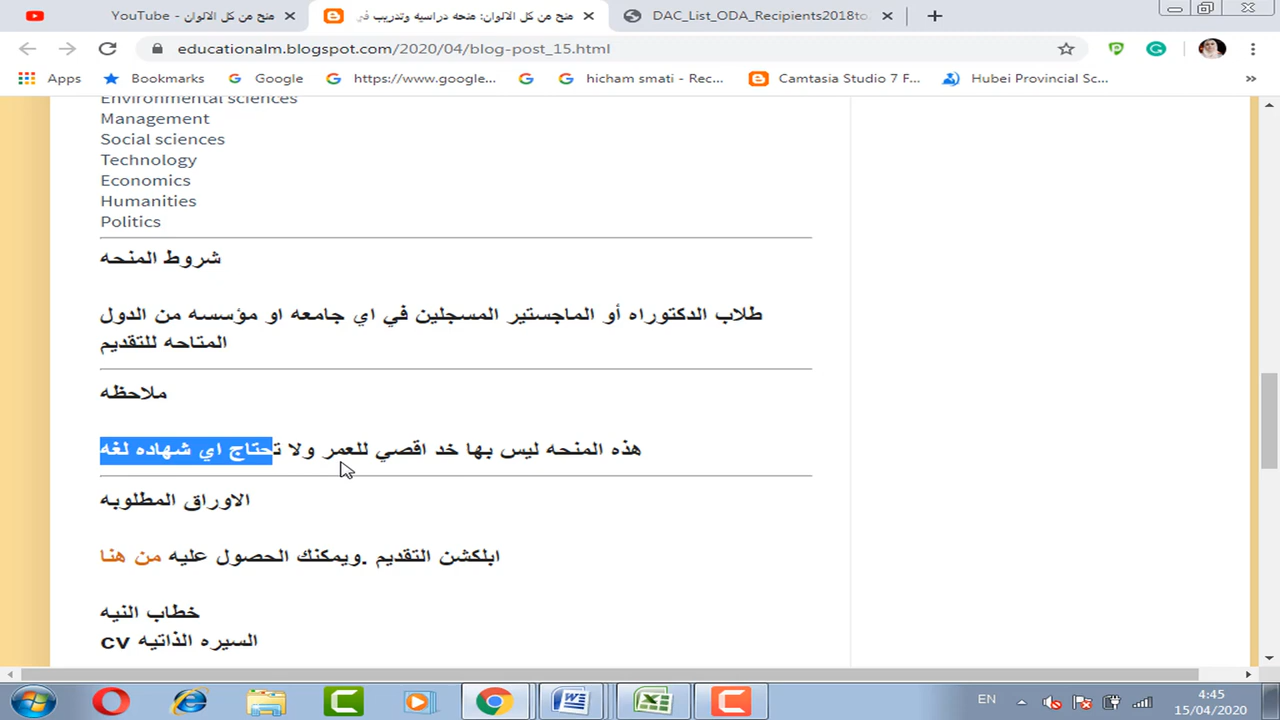 منح من كل الالوان - YouTube
منح من كل الالوان: منحه دراسيه وتدريب في
DAC_List_ODA_Recipients2018to
educationalm.blogspot.com/2020/04/blog-post_15.html
Apps
Bookmarks
Google
https://www.google...
hicham smati - Rec...
Camtasia Studio 7 F...
Hubei Provincial Sc...
Environmental sciences
Management
Social sciences
Technology
Economics
Humanities
Politics
شروط المنحه
طلاب الدكتوراه أو الماجستير المسجلين في اي جامعه او مؤسسه من الدول
المتاحه للتقديم
ملاحظه
هذه المنحه ليس بها خد اقصي للعمر ولا تحتاج اي شهاده لغه
الاوراق المطلوبه
ابلكشن التقديم .ويمكنك الحصول عليه من هنا
خطاب النيه
السيره الذاتيه cv
EN
4:45
15/04/2020